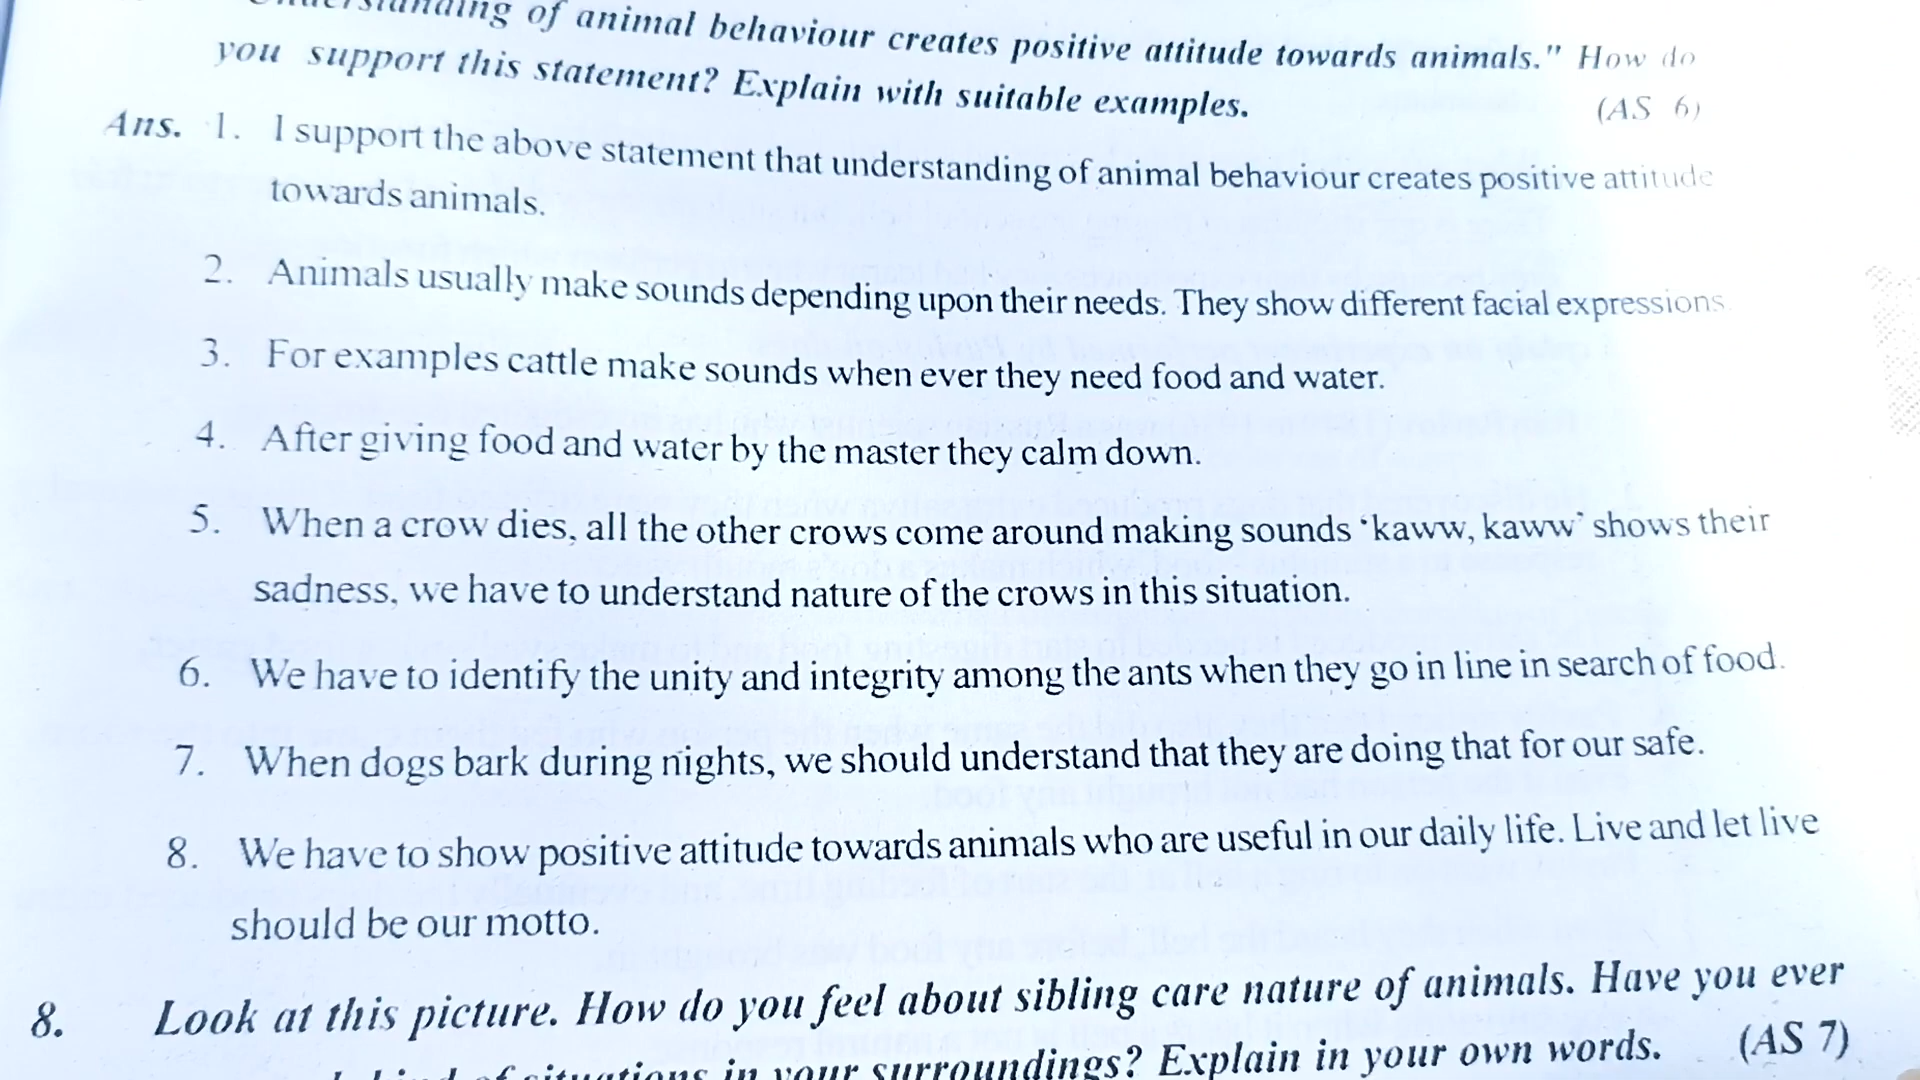 of animal behaviour creates positive attitude towards animals." How do
you support this statement? Explain with suitable examples.
(AS 6)
Ans. 1. I support the above statement that understanding of animal behaviour creates positive attitude
towards animals.
2. Animals usually make sounds depending upon their needs. They show different facial expressions
3. For examples cattle make sounds when ever they need food and water.
4. After giving food and water by the master they calm down.
5. When a crow dies, all the other crows come around making sounds 'kaww, kaww' shows their
sadness, we have to understand nature of the crows in this situation.
6. We have to identify the unity and integrity among the ants when they go in line in search of food.
7. When dogs bark during nights, we should understand that they are doing that for our safe.
8. We have to show positive attitude towards animals who are useful in our daily life. Live and let live
should be our motto.
8. Look at this picture. How do you feel about sibling care nature of animals. Have you ever
of situations in your surroundings? Explain in your own words. (AS 7)